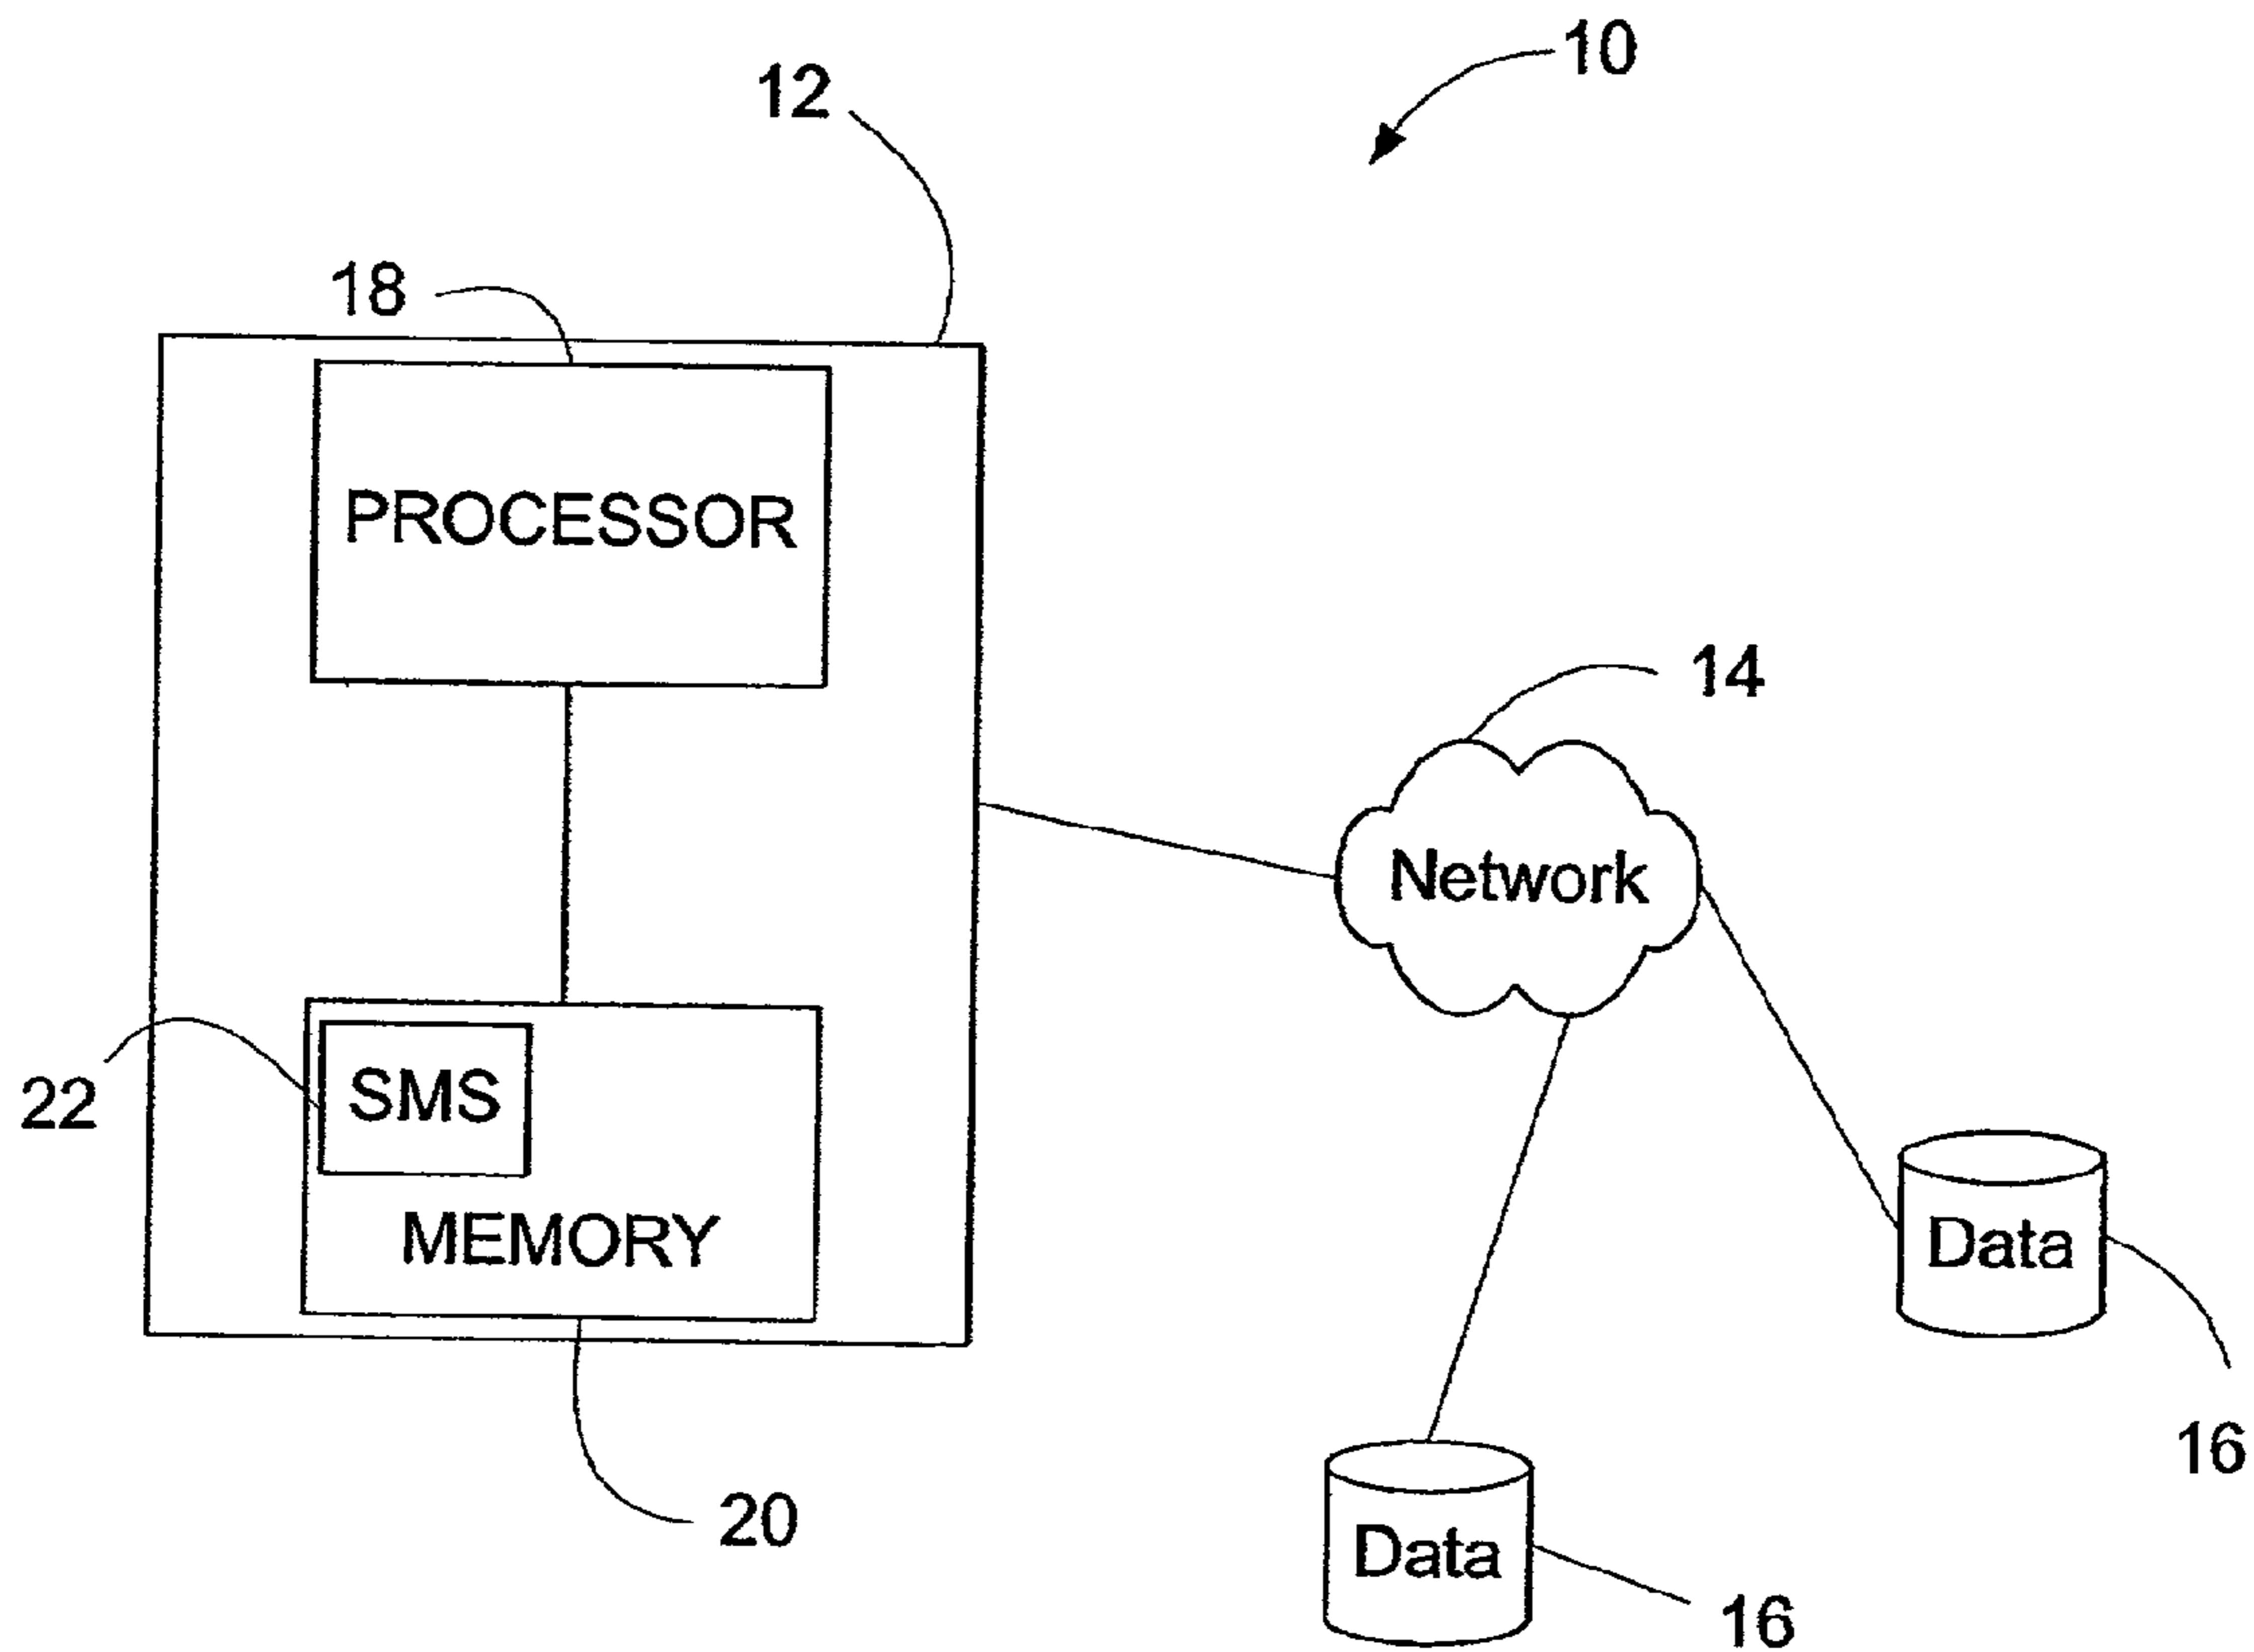 10
12
18
PROCESSOR
14
Network
22
SMS
MEMORY
Data
16
20
Data
16